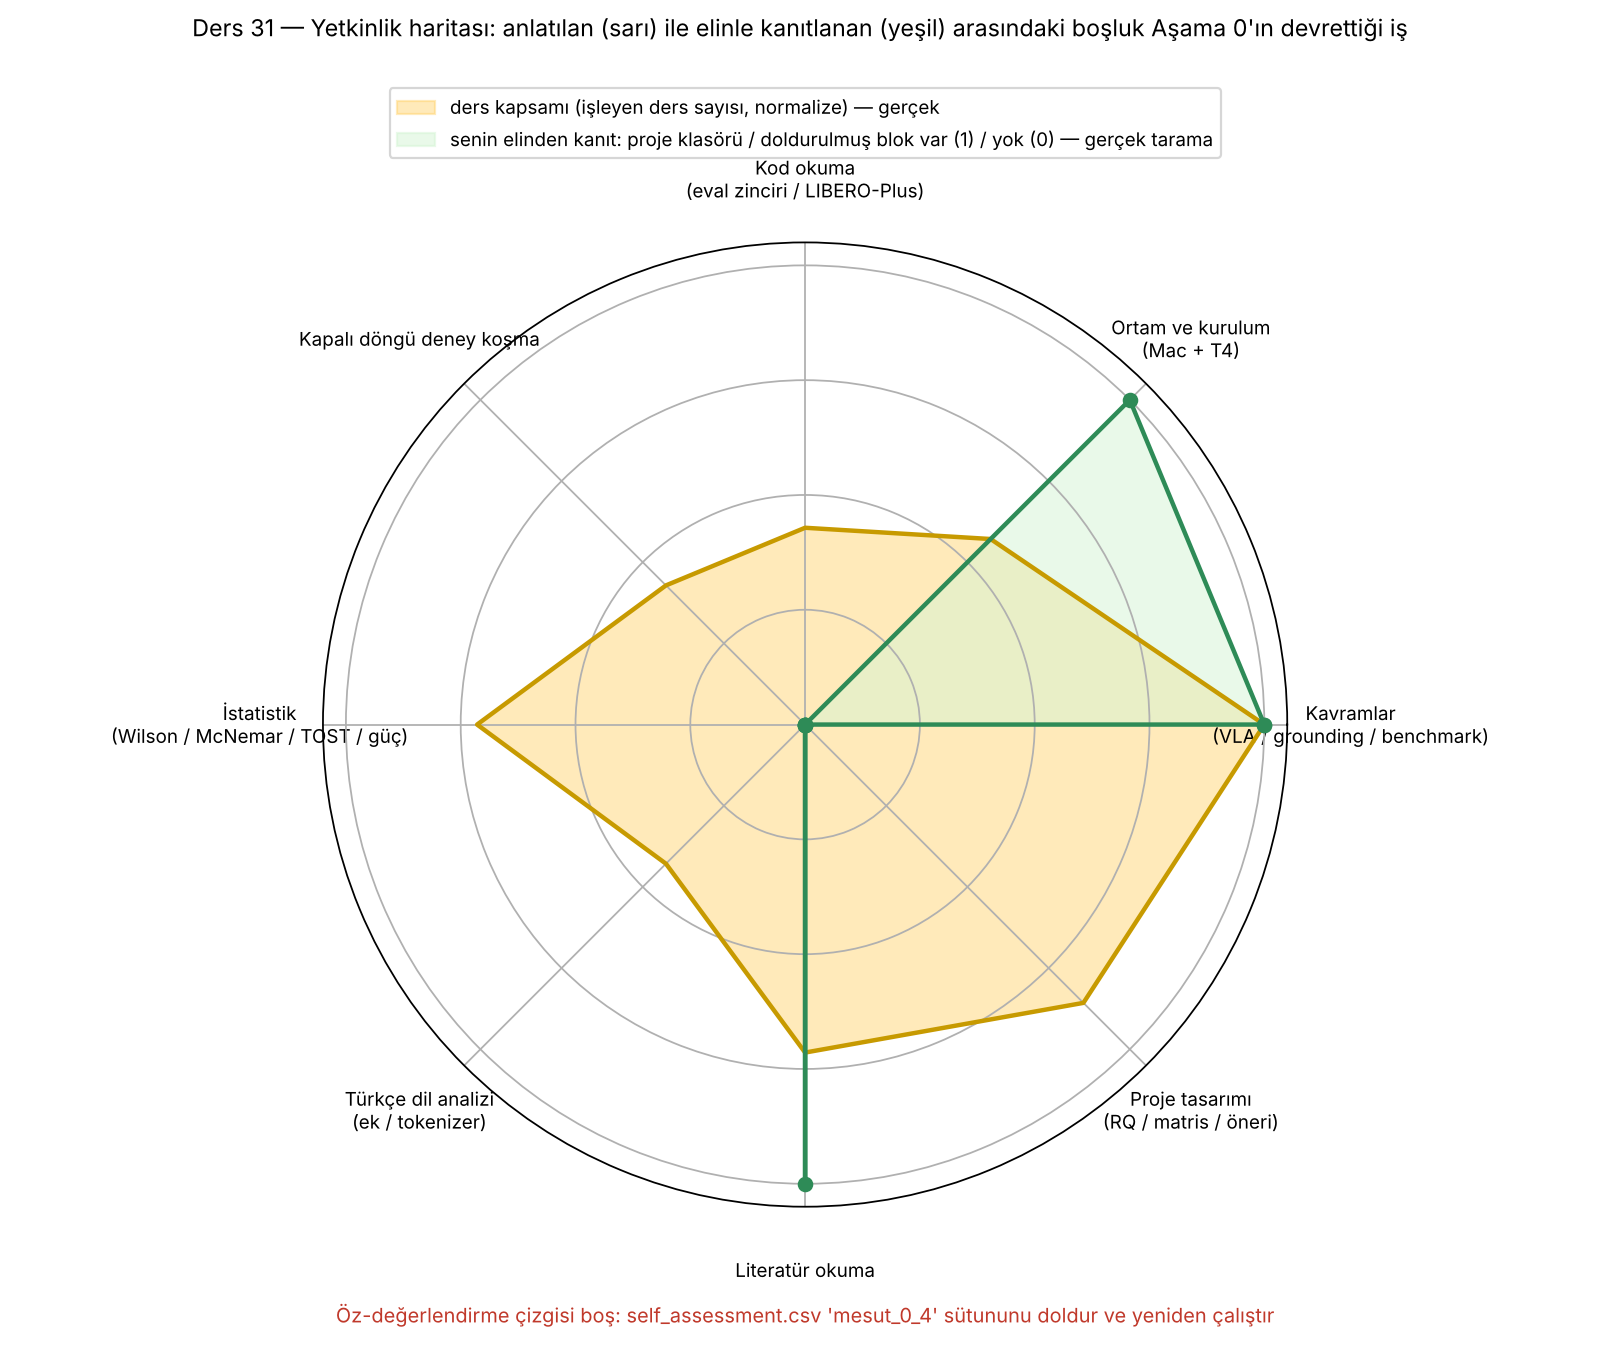 Ders 31 — Yetkinlik haritası: anlatılan (sarı) ile elinle kanıtlanan (yeşil) arasındaki boşluk Aşama 0'ın devrettiği iş
ders kapsamı (işleyen ders sayısı, normalize) — gerçek
senin elinden kanıt: proje klasörü / doldurulmuş blok var (1) / yok (0) — gerçek tarama
Kod okuma
(eval zinciri / LIBERO-Plus)
Ortam ve kurulum
(Mac + T4)
Kapalı döngü deney koşma
İstatistik
(Wilson / McNemar / TOST / güç)
Kavramlar
(VLA / grounding / benchmark)
Türkçe dil analizi
(ek / tokenizer)
Proje tasarımı
(RQ / matris / öneri)
Literatür okuma
Öz-değerlendirme çizgisi boş: self_assessment.csv 'mesut_0_4' sütununu doldur ve yeniden çalıştır